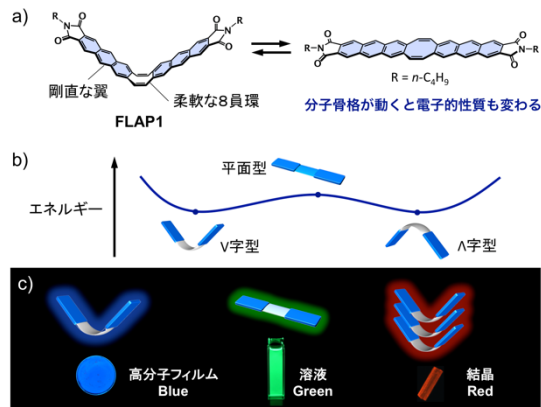 a)
R
N
O
O
R
N
O
O
剛直な翼
柔軟な8員環
FLAP1
O
O
R-N
N-R
O
O
R = n-C4H9
分子骨格が動くと電子的性質も変わる
b)
エネルギー
平面型
V字型
Λ字型
c)
高分子フィルム
Blue
溶液
Green
結晶
Red